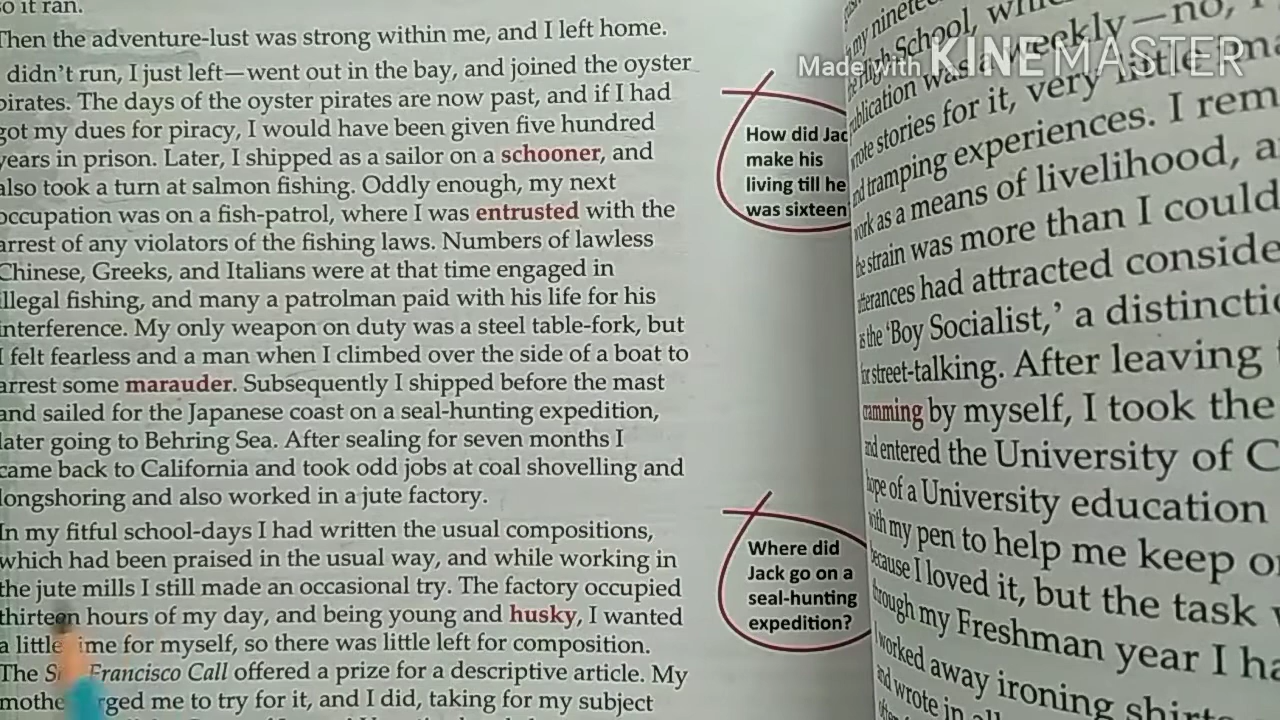 so it ran.
Then the adventure-lust was strong within me, and I left home.
I didn't run, I just left—went out in the bay, and joined the oyster
pirates. The days of the oyster pirates are now past, and if I had
got my dues for piracy, I would have been given five hundred
years in prison. Later, I shipped as a sailor on a schooner, and
also took a turn at salmon fishing. Oddly enough, my next
occupation was on a fish-patrol, where I was entrusted with the
arrest of any violators of the fishing laws. Numbers of lawless
Chinese, Greeks, and Italians were at that time engaged in
illegal fishing, and many a patrolman paid with his life for his
interference. My only weapon on duty was a steel table-fork, but
I felt fearless and a man when I climbed over the side of a boat to
arrest some marauder. Subsequently I shipped before the mast
and sailed for the Japanese coast on a seal-hunting expedition,
later going to Behring Sea. After sealing for seven months I
came back to California and took odd jobs at coal shovelling and
longshoring and also worked in a jute factory.
In my fitful school-days I had written the usual compositions,
which had been praised in the usual way, and while working in
the jute mills I still made an occasional try. The factory occupied
thirteen hours of my day, and being young and husky, I wanted
a little time for myself, so there was little left for composition.
The Francisco Call offered a prize for a descriptive article. My
urged me to try for it, and I did, taking for my subject
How did Jac
make his
living till he
was sixteen
Where did
Jack go on a
seal-hunting
expedition?
Made with KINEMASTER
my ninete
High School,
publication was a weekly—no,
wrote stories for it, very little
and tramping experiences. I rem
work as a means of livelihood, a
the strain was more than I could
utterances had attracted conside
as the 'Boy Socialist,' a distinctio
for street-talking. After leaving
cramming by myself, I took the
and entered the University of C
hope of a University education
with my pen to help me keep o
because I loved it, but the task
through my Freshman year I ha
I worked away ironing shirts
and wrote in all